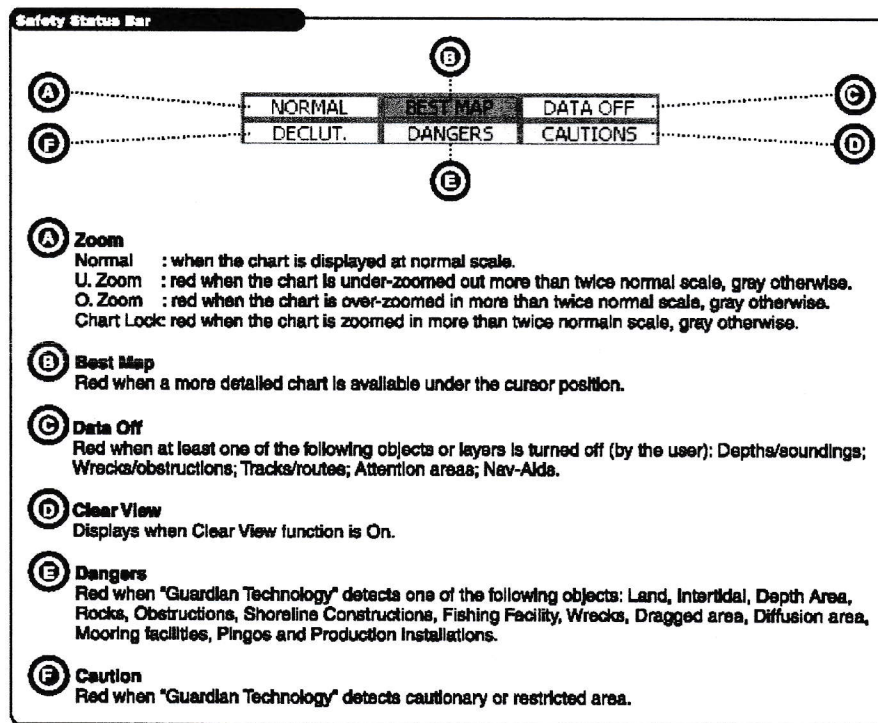 Safety Status Bar
B
A
NORMAL BEST MAP DATA OFF
C
F
DECLUT. DANGERS CAUTIONS
D
E
A Zoom
Normal : when the chart is displayed at normal scale.
U. Zoom : red when the chart is under-zoomed out more than twice normal scale, gray otherwise.
O. Zoom : red when the chart is over-zoomed in more than twice normal scale, gray otherwise.
Chart Lock: red when the chart is zoomed in more than twice normain scale, gray otherwise.
B Best Map
Red when a more detailed chart is available under the cursor position.
C Data Off
Red when at least one of the following objects or layers is turned off (by the user): Depths/soundings;
Wrecks/obstructions; Tracks/routes; Attention areas; Nav-Aids.
D Clear View
Displays when Clear View function is On.
E Dangers
Red when "Guardian Technology" detects one of the following objects: Land, Intertidal, Depth Area,
Rocks, Obstructions, Shoreline Constructions, Fishing Facility, Wrecks, Dragged area, Diffusion area,
Mooring facilities, Pingos and Production Installations.
F Caution
Red when "Guardian Technology" detects cautionary or restricted area.